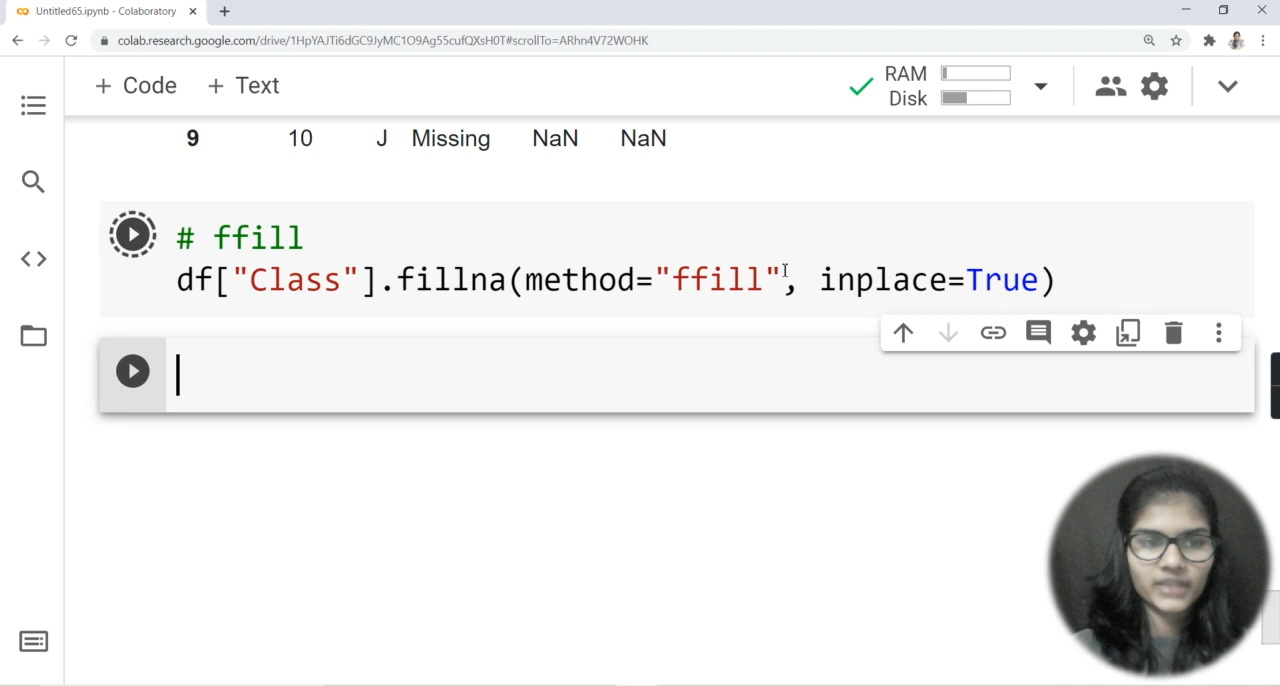 Untitled65.ipynb - Colaboratory
colab.research.google.com/drive/1HpYAJTi6dGC9JyMC1O9Ag55cufQXsH0T#scrollTo=ARhn4V72WOHK
+ Code + Text
RAM
Disk
9 10 J Missing NaN NaN
# ffill
df["Class"].fillna(method="ffill", inplace=True)